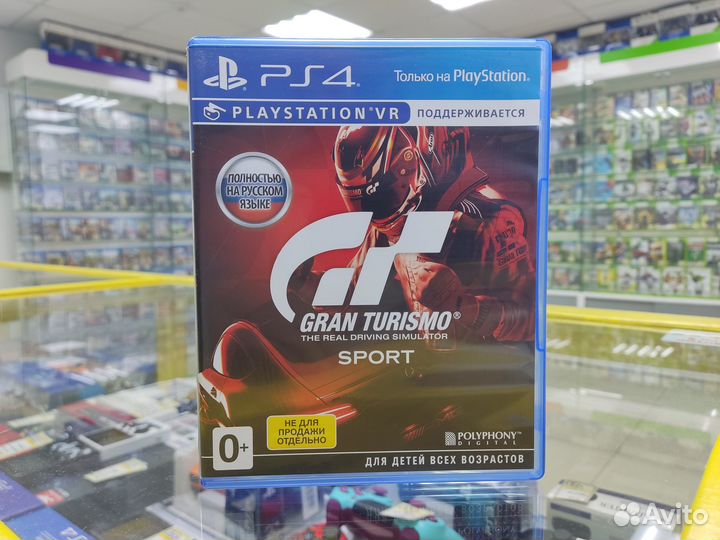 PS4
Только на PlayStation®
PLAYSTATION®VR
ПОДДЕРЖИВАЕТСЯ
ПОЛНОСТЬЮ
НА РУССКОМ
ЯЗЫКЕ
GT
GRAN TURISMO®
THE REAL DRIVING SIMULATOR
SPORT
НЕ ДЛЯ
ПРОДАЖИ
ОТДЕЛЬНО
0+
POLYPHONY™
DIGITAL
ДЛЯ ДЕТЕЙ ВСЕХ ВОЗРАСТОВ
Avito